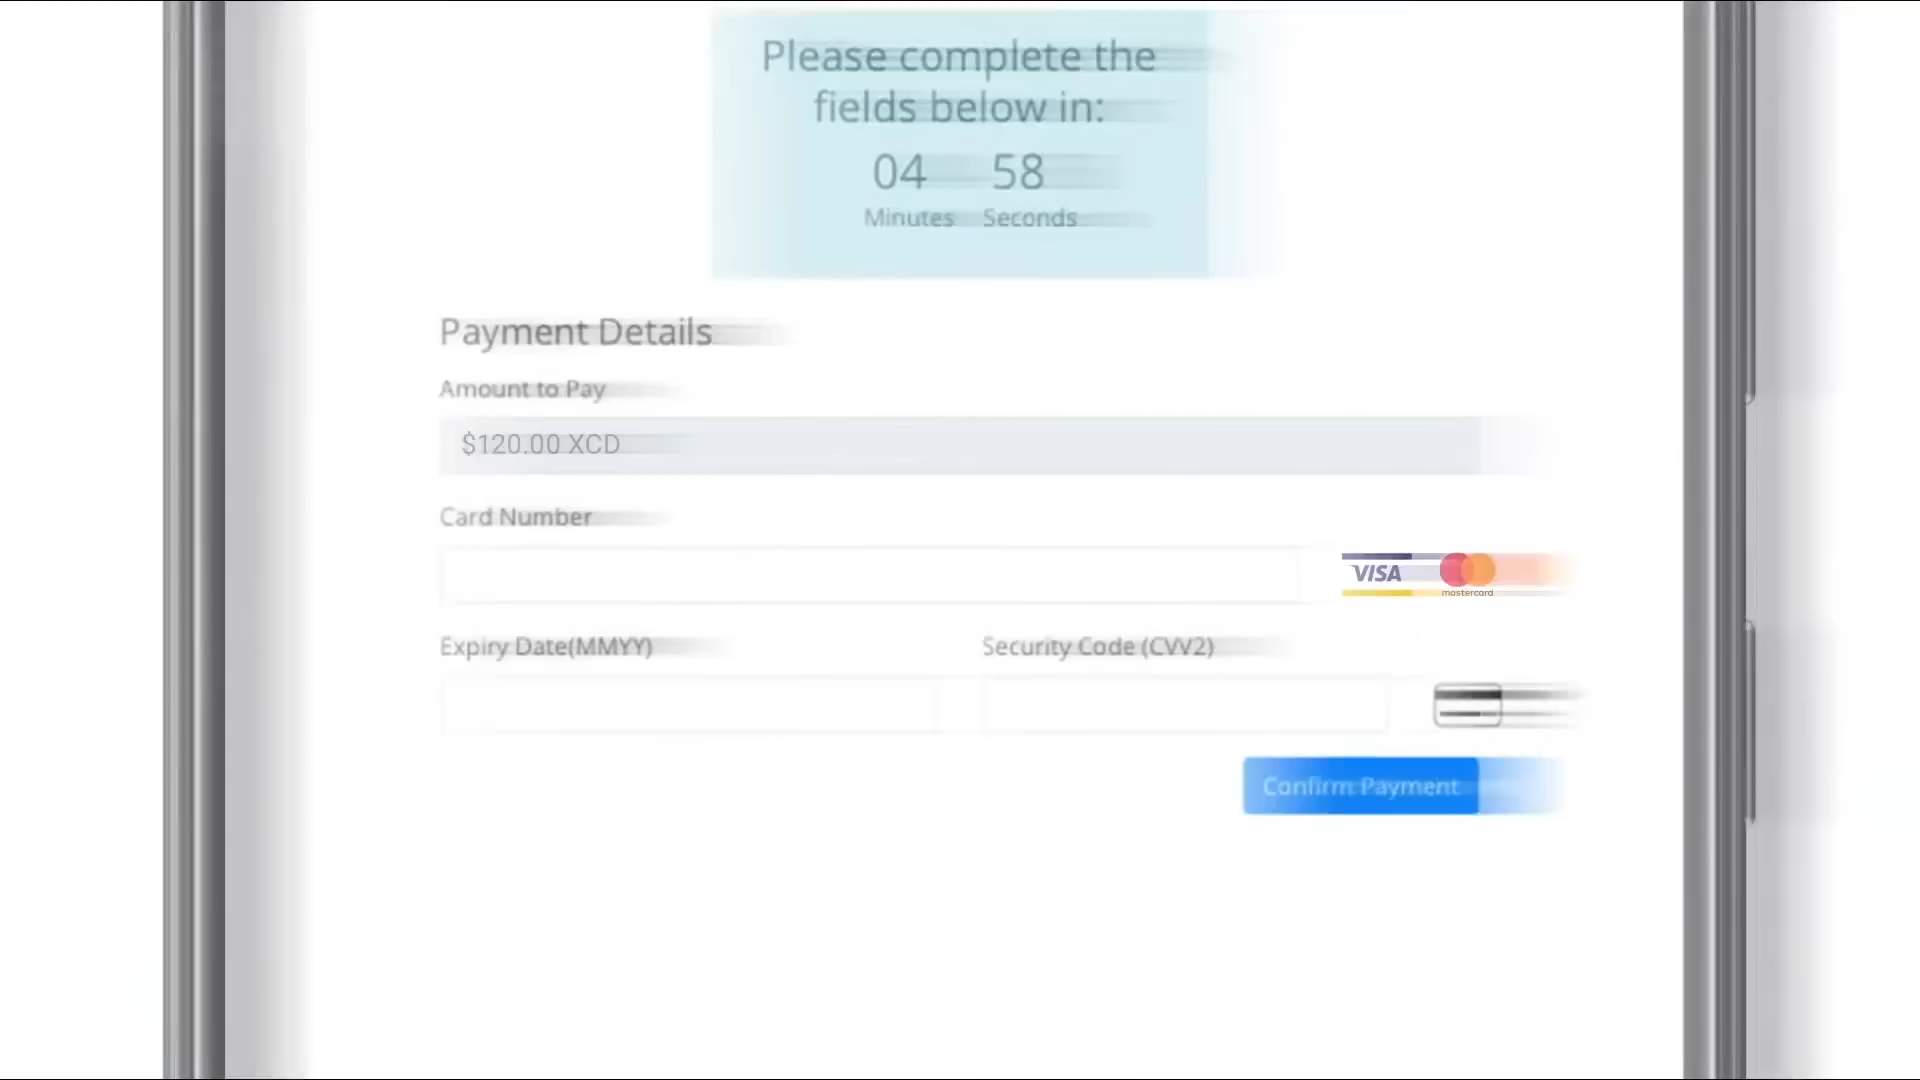 Please complete the
fields below in:
04 58
Minutes Seconds
Payment Details
Amount to Pay
$120.00 XCD
Card Number
VISA mastercard
Expiry Date(MMYY) Security Code (CVV2)
Confirm Payment